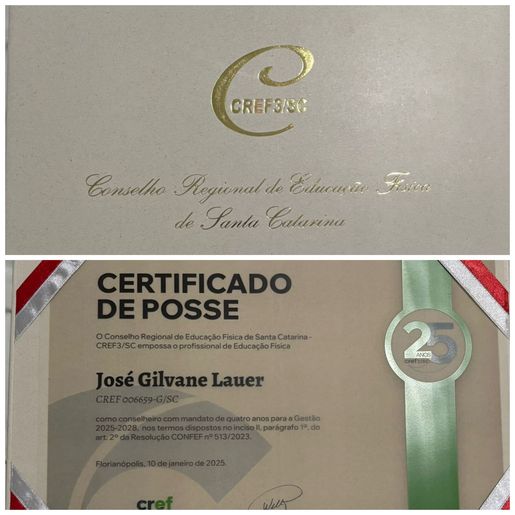 CREF3/SC
Conselho Regional de Educação Física
de Santa Catarina
CERTIFICADO
DE POSSE
O Conselho Regional de Educação Física de Santa Catarina -
CREF3/SC empossa o profissional de Educação Física
José Gilvane Lauer
CREF 006659-G/SC
como conselheiro com mandato de quatro anos para a Gestão
2025-2028, nos termos dispostos no inciso II, parágrafo 1º, do
art. 2º da Resolução CONFEF nº 513/2023.
Florianópolis, 10 de janeiro de 2025.
25
ANOS
cref